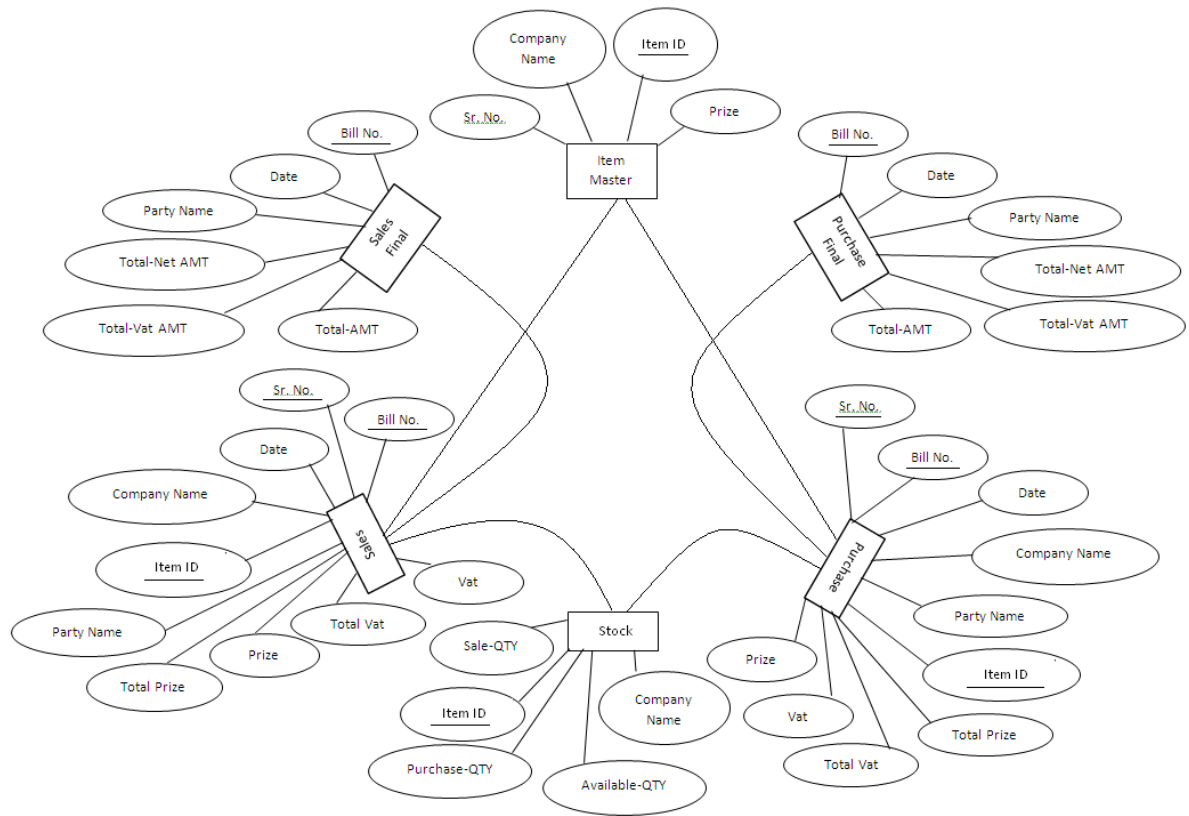 Company
Name
Item ID
Sr. No.
Prize
Item
Master
Bill No.
Date
Party Name
Total-Net AMT
Total-Vat AMT
Total-AMT
Sales
Final
Bill No.
Date
Party Name
Total-Net AMT
Total-Vat AMT
Total-AMT
Purchase
Final
Sr. No.
Bill No.
Date
Company Name
Item ID
Party Name
Total Prize
Prize
Total Vat
Vat
Sales
Sale-QTY
Item ID
Purchase-QTY
Available-QTY
Company
Name
Stock
Sr. No.
Bill No.
Date
Company Name
Party Name
Item ID
Total Prize
Total Vat
Vat
Prize
Purchase